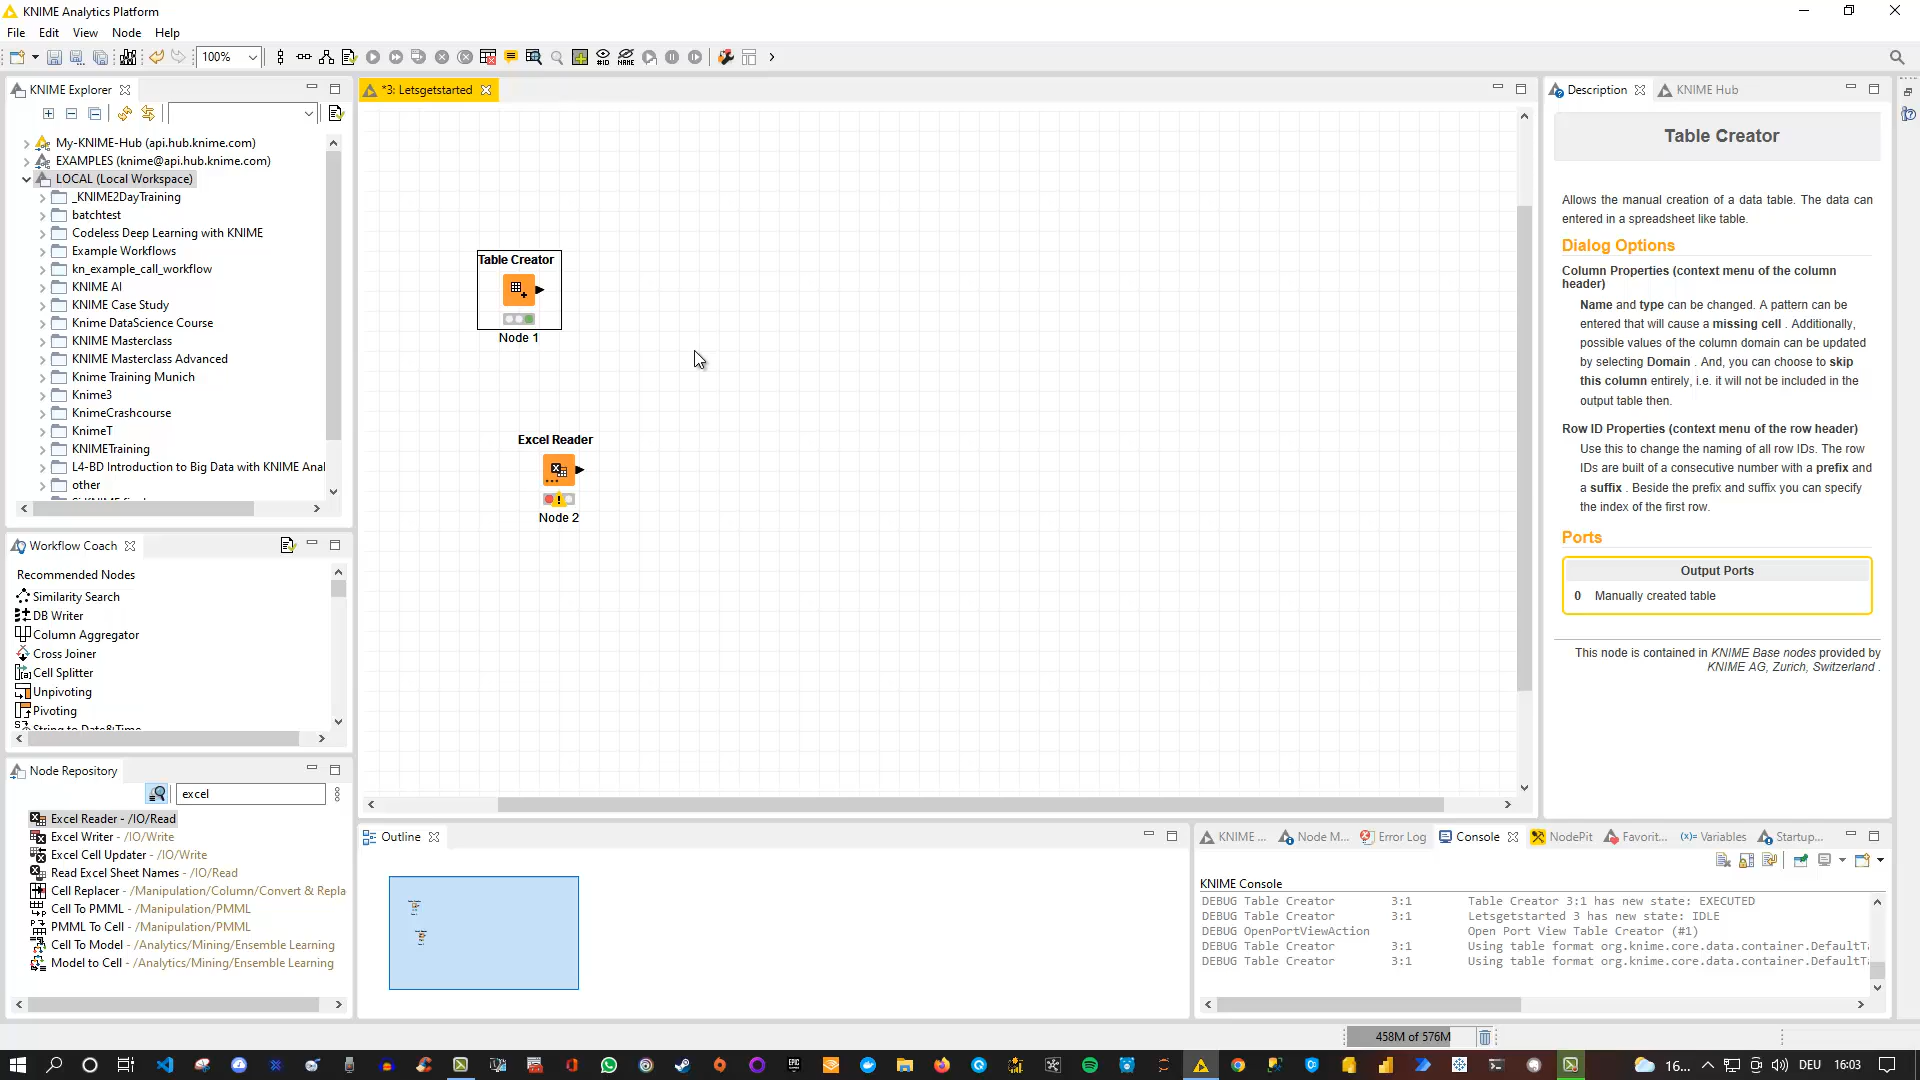 KNIME Analytics Platform
File Edit View Node Help
100%
KNIME Explorer
My-KNIME-Hub (api.hub.knime.com)
EXAMPLES (knime@api.hub.knime.com)
LOCAL (Local Workspace)
_KNIME2DayTraining
batchtest
Codeless Deep Learning with KNIME
Example Workflows
kn_example_call_workflow
KNIME AI
KNIME Case Study
Knime DataScience Course
KNIME Masterclass
KNIME Masterclass Advanced
Knime Training Munich
Knime3
KnimeCrashcourse
KnimeT
KNIMETraining
L4-BD Introduction to Big Data with KNIME Anal
other
Workflow Coach
Recommended Nodes
Similarity Search
DB Writer
Column Aggregator
Cross Joiner
Cell Splitter
Unpivoting
Pivoting
String to Date&Time
Node Repository
excel
Excel Reader - /IO/Read
Excel Writer - /IO/Write
Excel Cell Updater - /IO/Write
Read Excel Sheet Names - /IO/Read
Cell Replacer - /Manipulation/Column/Convert & Repla
Cell To PMML - /Manipulation/PMML
PMML To Cell - /Manipulation/PMML
Cell To Model - /Analytics/Mining/Ensemble Learning
Model to Cell - /Analytics/Mining/Ensemble Learning
*3: Letsgetstarted
Table Creator
Node 1
Excel Reader
Node 2
Outline
Description KNIME Hub
Table Creator
Allows the manual creation of a data table. The data can
entered in a spreadsheet like table.
Dialog Options
Column Properties (context menu of the column
header)
Name and type can be changed. A pattern can be
entered that will cause a missing cell . Additionally,
possible values of the column domain can be updated
by selecting Domain . And, you can choose to skip
this column entirely, i.e. it will not be included in the
output table then.
Row ID Properties (context menu of the row header)
Use this to change the naming of all row IDs. The row
IDs are built of a consecutive number with a prefix and
a suffix . Beside the prefix and suffix you can specify
the index of the first row.
Ports
Output Ports
0 Manually created table
This node is contained in KNIME Base nodes provided by
KNIME AG, Zurich, Switzerland .
KNIME ... Node M... Error Log Console NodePit Favorit... (x)= Variables Startup...
KNIME Console
DEBUG Table Creator 3:1 Table Creator 3:1 has new state: EXECUTED
DEBUG Table Creator 3:1 Letsgetstarted 3 has new state: IDLE
DEBUG OpenPortViewAction Open Port View Table Creator (#1)
DEBUG Table Creator 3:1 Using table format org.knime.core.data.container.DefaultTa
DEBUG Table Creator 3:1 Using table format org.knime.core.data.container.DefaultTa
458M of 576M
16... DEU 16:03